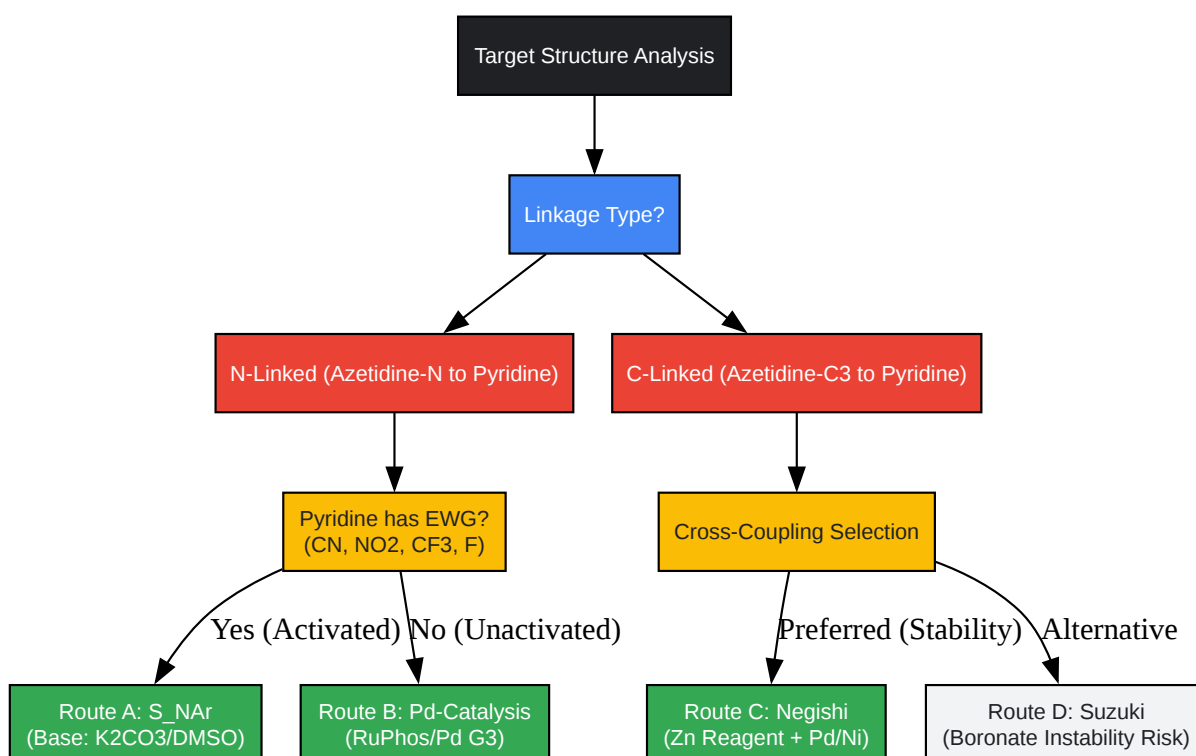 Target Structure Analysis
Linkage Type?
N-Linked (Azetidine-N to Pyridine)
C-Linked (Azetidine-C3 to Pyridine)
Pyridine has EWG?
(CN, NO2, CF3, F)
Cross-Coupling Selection
Yes (Activated)
No (Unactivated)
Preferred (Stability)
Alternative
Route A: S_NAr
(Base: K2CO3/DMSO)
Route B: Pd-Catalysis
(RuPhos/Pd G3)
Route C: Negishi
(Zn Reagent + Pd/Ni)
Route D: Suzuki
(Boronate Instability Risk)